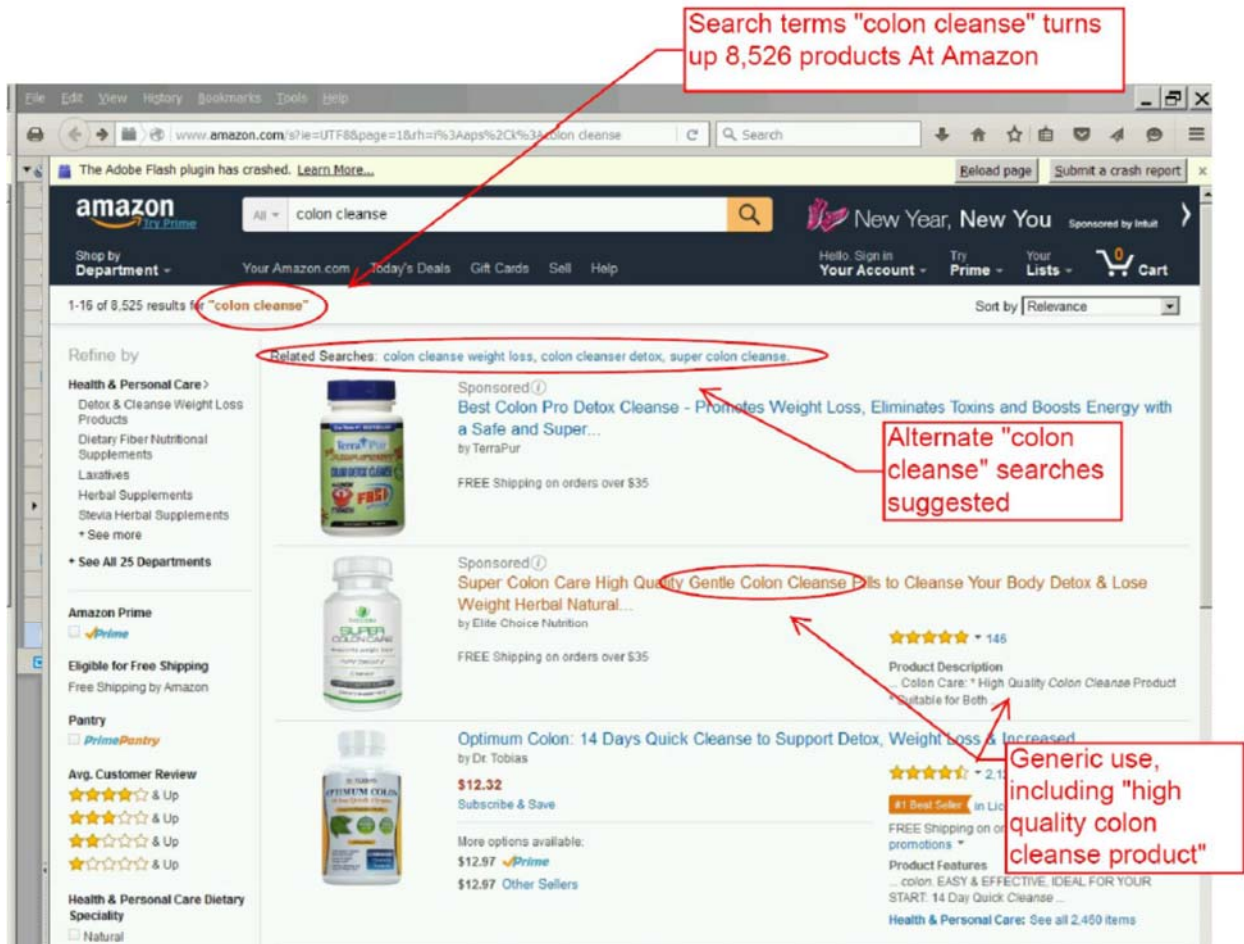 Search terms "colon cleanse" turns
up 8,526 products At Amazon
File Edit View History Bookmarks Tools Help
www.amazon.com/s?ie=UTF8&page=1&rh=i%3Aaps%2Ck%3Acolon cleanse
Search
The Adobe Flash plugin has crashed. Learn More...
Reload page
Submit a crash report
amazon
Try Prime
All
colon cleanse
New Year, New You
Sponsored by Intuit
Shop by
Department
Your Amazon.com Today's Deals Gift Cards Sell Help
Hello. Sign in
Your Account
Try
Prime
Your
Lists
0
Cart
1-16 of 8,525 results for "colon cleanse"
Sort by Relevance
Refine by
Health & Personal Care
Detox & Cleanse Weight Loss
Products
Dietary Fiber Nutritional
Supplements
Laxatives
Herbal Supplements
Stevia Herbal Supplements
+ See more
+ See All 25 Departments
Amazon Prime
Prime
Eligible for Free Shipping
Free Shipping by Amazon
Pantry
PrimePantry
Avg. Customer Review
& Up
& Up
& Up
& Up
Health & Personal Care Dietary
Speciality
Natural
Related Searches: colon cleanse weight loss, colon cleanser detox, super colon cleanse.
TerraPur
COLON DETOX CLEANSE
FAST
Sponsored
Best Colon Pro Detox Cleanse - Promotes Weight Loss, Eliminates Toxins and Boosts Energy with
a Safe and Super...
by TerraPur
FREE Shipping on orders over $35
Alternate "colon
cleanse" searches
suggested
SUPER
COLON CARE
Sponsored
Super Colon Care High Quality Gentle Colon Cleanse Pills to Cleanse Your Body Detox & Lose
Weight Herbal Natural...
by Elite Choice Nutrition
FREE Shipping on orders over $35
146
Product Description
... Colon Care: * High Quality Colon Cleanse Product
* Suitable for Both ...
OPTIMUM COLON
Optimum Colon: 14 Days Quick Cleanse to Support Detox, Weight Loss & Increased
by Dr. Tobias
$12.32
Subscribe & Save
More options available:
$12.97 Prime
$12.97 Other Sellers
#1 Best Seller
FREE Shipping on
promotions
Product Features
... colon. EASY & EFFECTIVE, IDEAL FOR YOUR
START: 14 Day Quick Cleanse ...
Health & Personal Care: See all 2,460 items
Generic use,
including "high
quality colon
cleanse product"